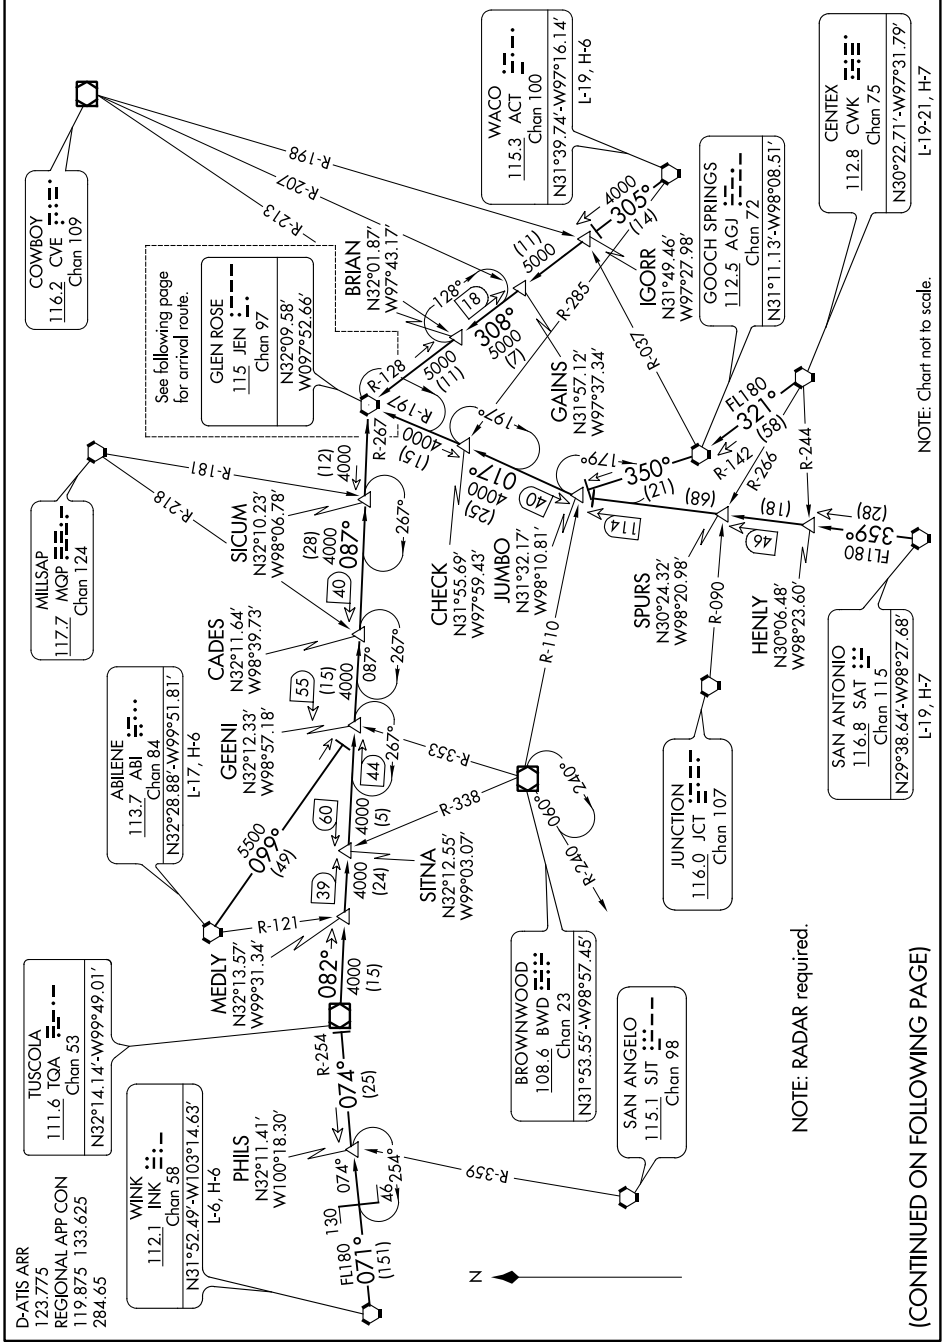 D-ATIS ARR
123.775
REGIONAL APP CON
119.875 133.625
284.65
TUSCOLA
111.6 TQA
Chan 53
N32°14.14′-W99°49.01′
WINK
112.1 INK
Chan 58
N31°52.49′-W103°14.63′
L-6, H-6
ABILENE
113.7 ABI
Chan 84
N32°28.88′-W99°51.81′
L-17, H-6
MILLSAP
117.7 MQP
Chan 124
COWBOY
116.2 CVE
Chan 109
See following page
for arrival route.
GLEN ROSE
115 JEN
Chan 97
N32°09.58′
W097°52.66′
WACO
115.3 ACT
Chan 100
N31°39.74′-W97°16.14′
L-19, H-6
PHILS
N32°11.41′
W100°18.30′
MEDLY
N32°13.57′
W99°31.34′
GEENI
N32°12.33′
W98°57.18′
CADES
N32°11.64′
W98°39.73′
SICUM
N32°10.23′
W98°06.78′
BRIAN
N32°01.87′
W97°43.17′
SITNA
N32°12.55′
W99°03.07′
CHECK
N31°55.69′
W97°59.43′
JUMBO
N31°32.17′
W98°10.81′
GAINS
N31°57.12′
W97°37.34′
IGORR
N31°49.46′
W97°27.98′
GOOCH SPRINGS
112.5 AGJ
Chan 72
N31°11.13′-W98°08.51′
CENTEX
112.8 CWK
Chan 75
N30°22.71′-W97°31.79′
L-19-21, H-7
SPURS
N30°24.32′
W98°20.98′
HENLY
N30°06.48′
W98°23.60′
SAN ANTONIO
116.8 SAT
Chan 115
N29°38.64′-W98°27.68′
L-19, H-7
JUNCTION
116.0 JCT
Chan 107
BROWNWOOD
108.6 BWD
Chan 23
N31°53.55′-W98°57.45′
SAN ANGELO
115.1 SJT
Chan 98
FL180
071°
(151)
130
46
074°
254°
R-254
074°
(25)
R-359
082°
4000
(15)
R-121
39
4000
(24)
60
4000
(5)
44
5500
099°
(49)
55
(15)
4000
087°
267°
267°
40
(28)
4000
087°
267°
(12)
4000
R-267
R-218
R-181
R-213
R-207
R-198
R-128
R-197
5000
(11)
128°
18
308°
5000
(7)
(11)
5000
4000
305°
(14)
R-285
R-037
(15)
4000
197°
017°
4000
(25)
40
179°
350°
(21)
114
(68)
R-142
FL180
321°
(58)
R-266
R-244
(18)
46
(28)
359°
FL180
R-090
R-110
R-353
R-338
060°
240°
R-240
N
NOTE: RADAR required.
NOTE: Chart not to scale.
(CONTINUED ON FOLLOWING PAGE)